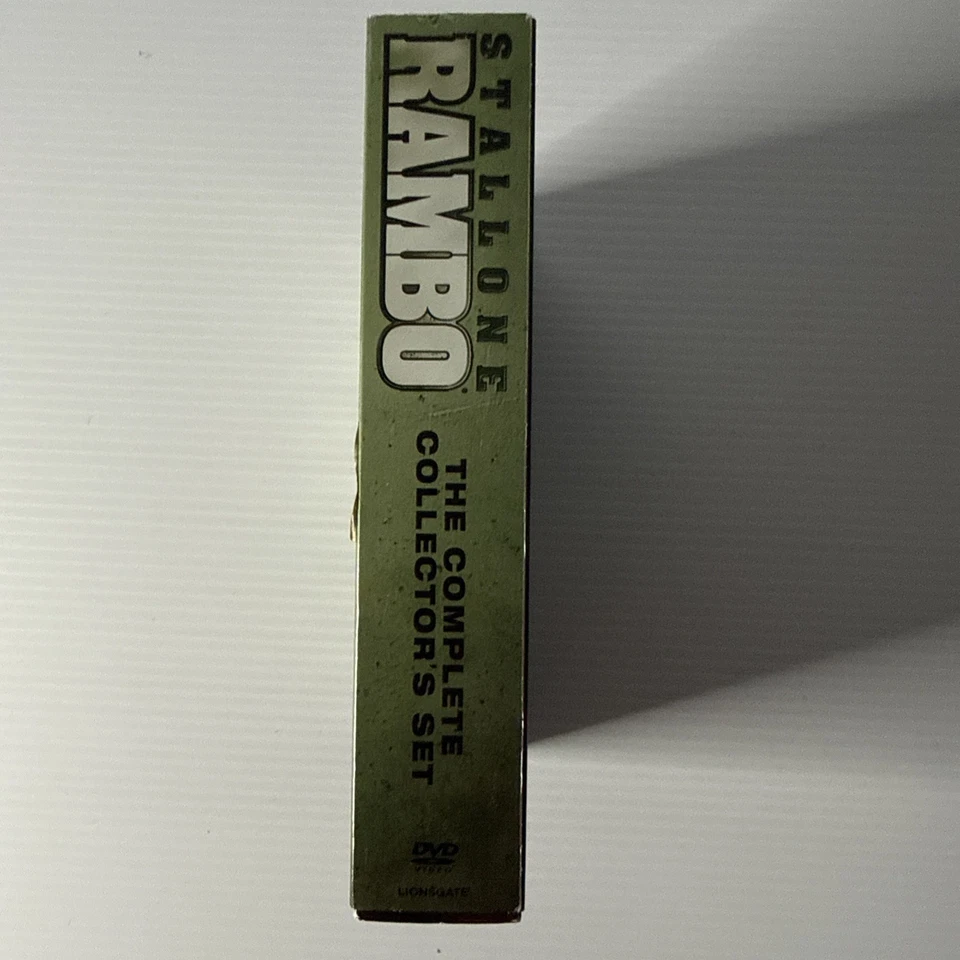 STALLONE
RAMBO
THE COMPLETE
COLLECTOR'S SET
DVD
VIDEO
LIONSGATE